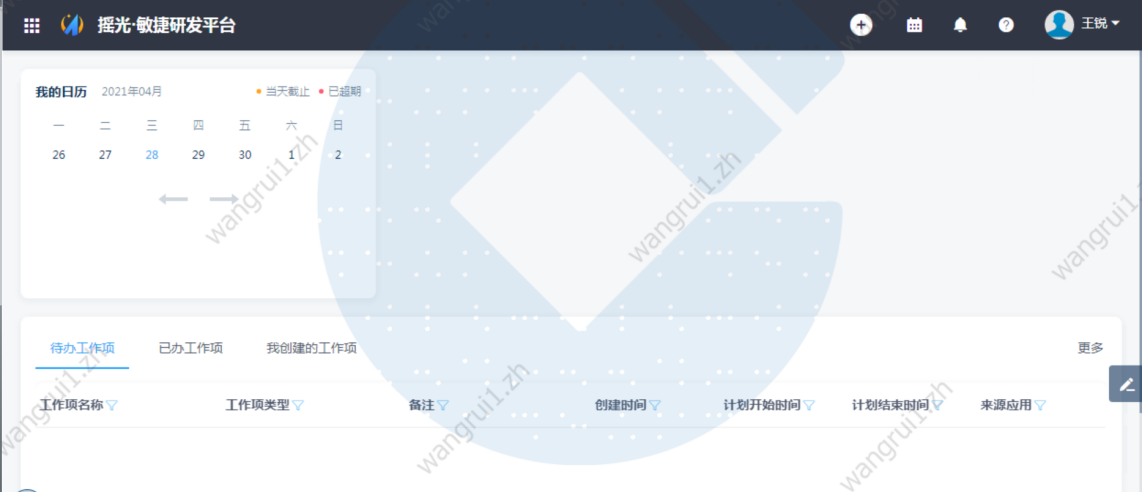 摇光·敏捷研发平台
王锐
我的日历 2021年04月 当天截止 已超期
一 二 三 四 五 六 日
26 27 28 29 30 1 2
待办工作项 已办工作项 我创建的工作项 更多
工作项名称 工作项类型 备注 创建时间 计划开始时间 计划结束时间 来源应用
wangrui1.zh
wangrui1.zh
wangrui1.zh
wangrui1.zh
wangrui1.zh
wangrui1.zh